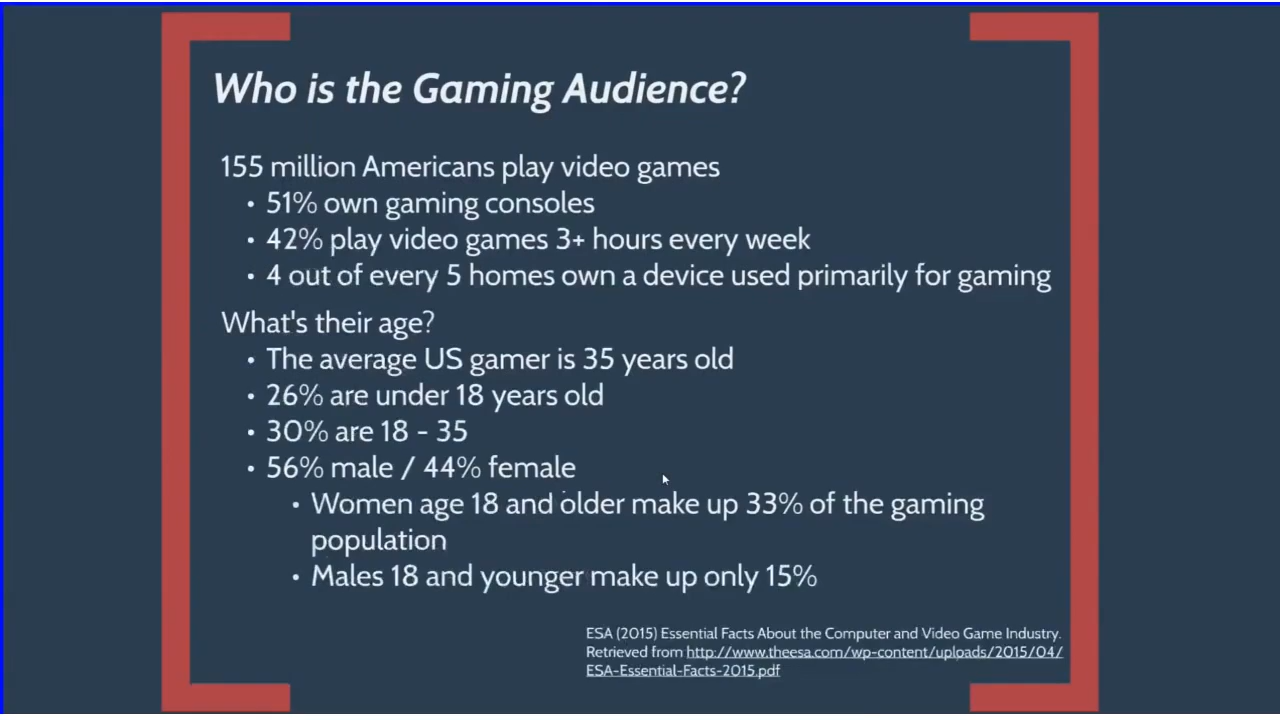 Who is the Gaming Audience?
155 million Americans play video games
• 51% own gaming consoles
• 42% play video games 3+ hours every week
• 4 out of every 5 homes own a device used primarily for gaming
What's their age?
• The average US gamer is 35 years old
• 26% are under 18 years old
• 30% are 18 - 35
• 56% male / 44% female
• Women age 18 and older make up 33% of the gaming
population
• Males 18 and younger make up only 15%
ESA (2015) Essential Facts About the Computer and Video Game Industry.
Retrieved from http://www.theesa.com/wp-content/uploads/2015/04/
ESA-Essential-Facts-2015.pdf